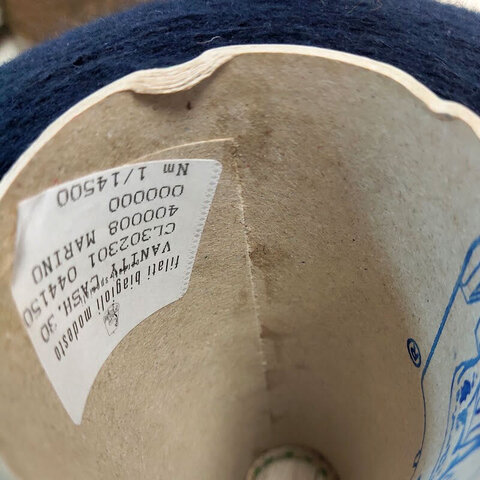 filati biagioli modesto
VANITY CASH.30
CL302301 044150
400008 MARINO
000000
Nm 1/14500
®